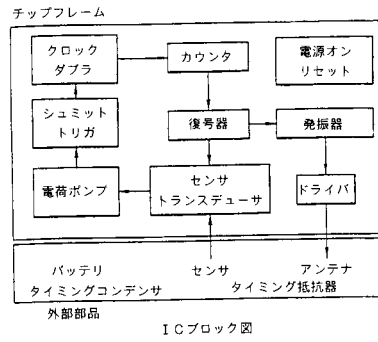 チップフレーム
クロック
ダブラ
カウンタ
電源オン
リセット
シュミット
トリガ
復号器
発振器
電荷ポンプ
センサ
トランスデューサ
ドライバ
バッテリ
センサ
アンテナ
タイミングコンデンサ
タイミング抵抗器
外部部品
ICブロック図